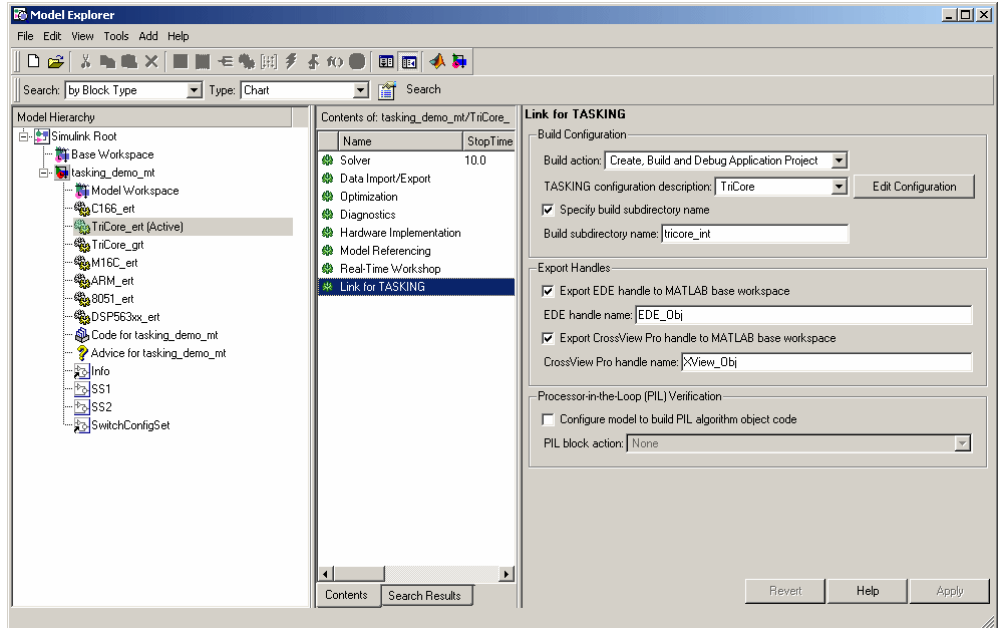 Model Explorer
File Edit View Tools Add Help
Search: by Block Type Type: Chart Search
Model Hierarchy
Simulink Root
Base Workspace
tasking_demo_mt
Model Workspace
C166_ert
TriCore_ert (Active)
TriCore_grt
M16C_ert
ARM_ert
8051_ert
DSP563xx_ert
Code for tasking_demo_mt
Advice for tasking_demo_mt
Info
SS1
SS2
SwitchConfigSet
Contents of: tasking_demo_mt/TriCore_
Name StopTime
Solver 10.0
Data Import/Export
Optimization
Diagnostics
Hardware Implementation
Model Referencing
Real-Time Workshop
Link for TASKING
Contents Search Results
Link for TASKING
Build Configuration
Build action: Create, Build and Debug Application Project
TASKING configuration description: TriCore Edit Configuration
Specify build subdirectory name
Build subdirectory name: tricore_int
Export Handles
Export EDE handle to MATLAB base workspace
EDE handle name: EDE_Obj
Export CrossView Pro handle to MATLAB base workspace
CrossView Pro handle name: XView_Obj
Processor-in-the-Loop (PIL) Verification
Configure model to build PIL algorithm object code
PIL block action: None
Revert Help Apply